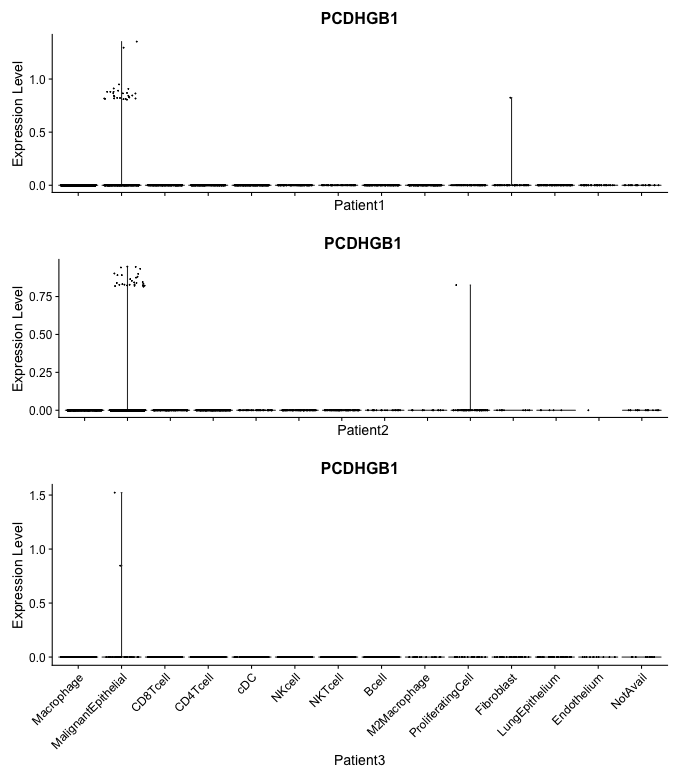 PCDHGB1
Expression Level
1.0
0.5
0.0
Patient1
PCDHGB1
Expression Level
0.75
0.50
0.25
0.00
Patient2
PCDHGB1
Expression Level
1.5
1.0
0.5
0.0
Macrophage
MalignantEpithelial
CD8Tcell
CD4Tcell
cDC
NKcell
NKTcell
Bcell
M2Macrophage
ProliferatingCell
Fibroblast
LungEpithelium
Endothelium
NotAvail
Patient3